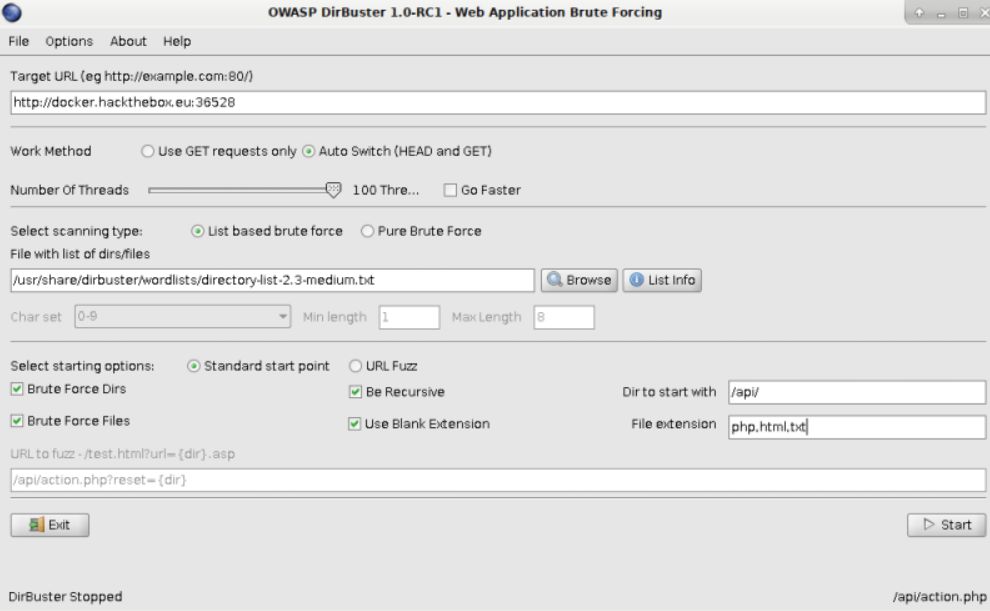 OWASP DirBuster 1.0-RC1 - Web Application Brute Forcing
File Options About Help
Target URL (eg http://example.com:80/)
http://docker.hackthebox.eu:36528
Work Method Use GET requests only Auto Switch (HEAD and GET)
Number Of Threads 100 Thre... Go Faster
Select scanning type: List based brute force Pure Brute Force
File with list of dirs/files
/usr/share/dirbuster/wordlists/directory-list-2.3-medium.txt Browse List Info
Char set 0-9 Min length 1 Max Length 8
Select starting options: Standard start point URL Fuzz
Brute Force Dirs Be Recursive Dir to start with /api/
Brute Force Files Use Blank Extension File extension php,html,txt
URL to fuzz - /test.html?url={dir}.asp
/api/action.php?reset={dir}
Exit Start
DirBuster Stopped /api/action.php